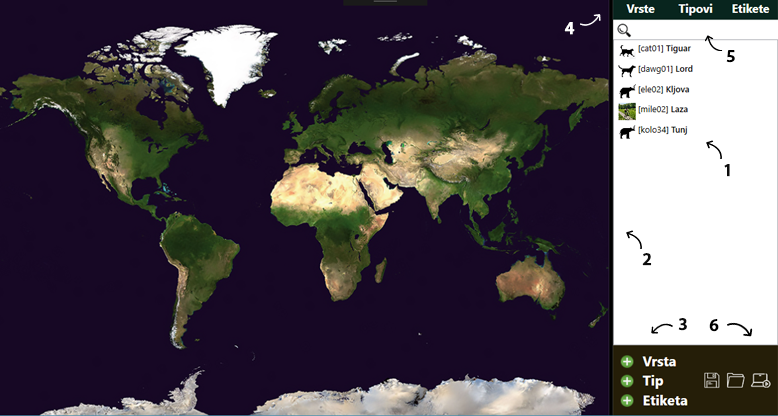 4
Vrste Tipovi Etikete
5
[cat01] Tiguar
[dawg01] Lord
[ele02] Kljova
[mile02] Laza
[kolo34] Tunj
1
2
3
6
Vrsta
Tip
Etiketa